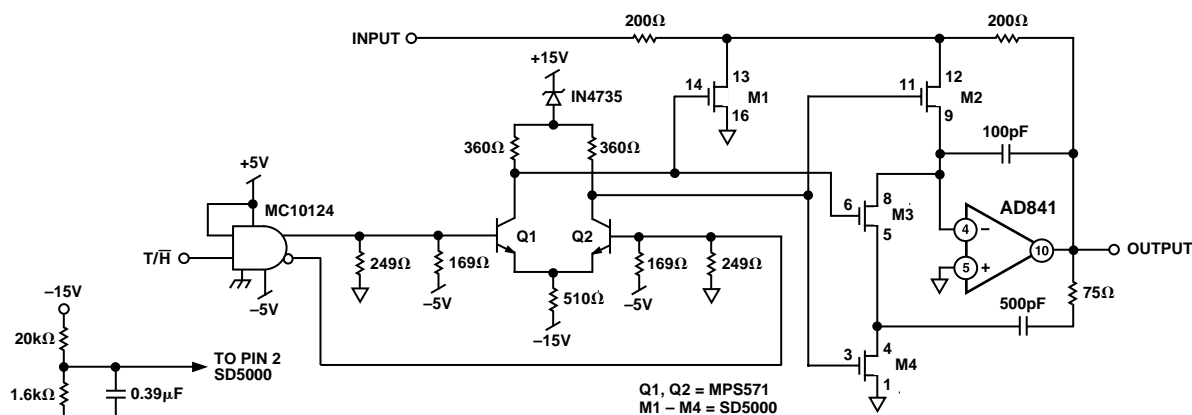 200Ω
200Ω
INPUT
+15V
13
12
14
11
IN4735
M1
M2
16
9
100pF
360Ω
360Ω
+5V
8
AD841
MC10124
6
M3
4
–
Q1
Q2
5
10
OUTPUT
T/H̅
5
+
249Ω
169Ω
169Ω
249Ω
–5V
–5V
–5V
75Ω
510Ω
500pF
–15V
–15V
20kΩ
4
TO PIN 2
SD5000
3
M4
1.6kΩ
0.39µF
1
Q1, Q2 = MPS571
M1 – M4 = SD5000